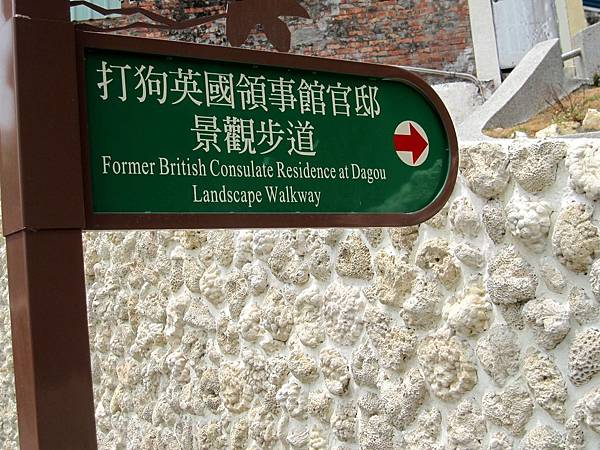 打狗英國領事館官邸
景觀步道
Former British Consulate Residence at Dagou
Landscape Walkway